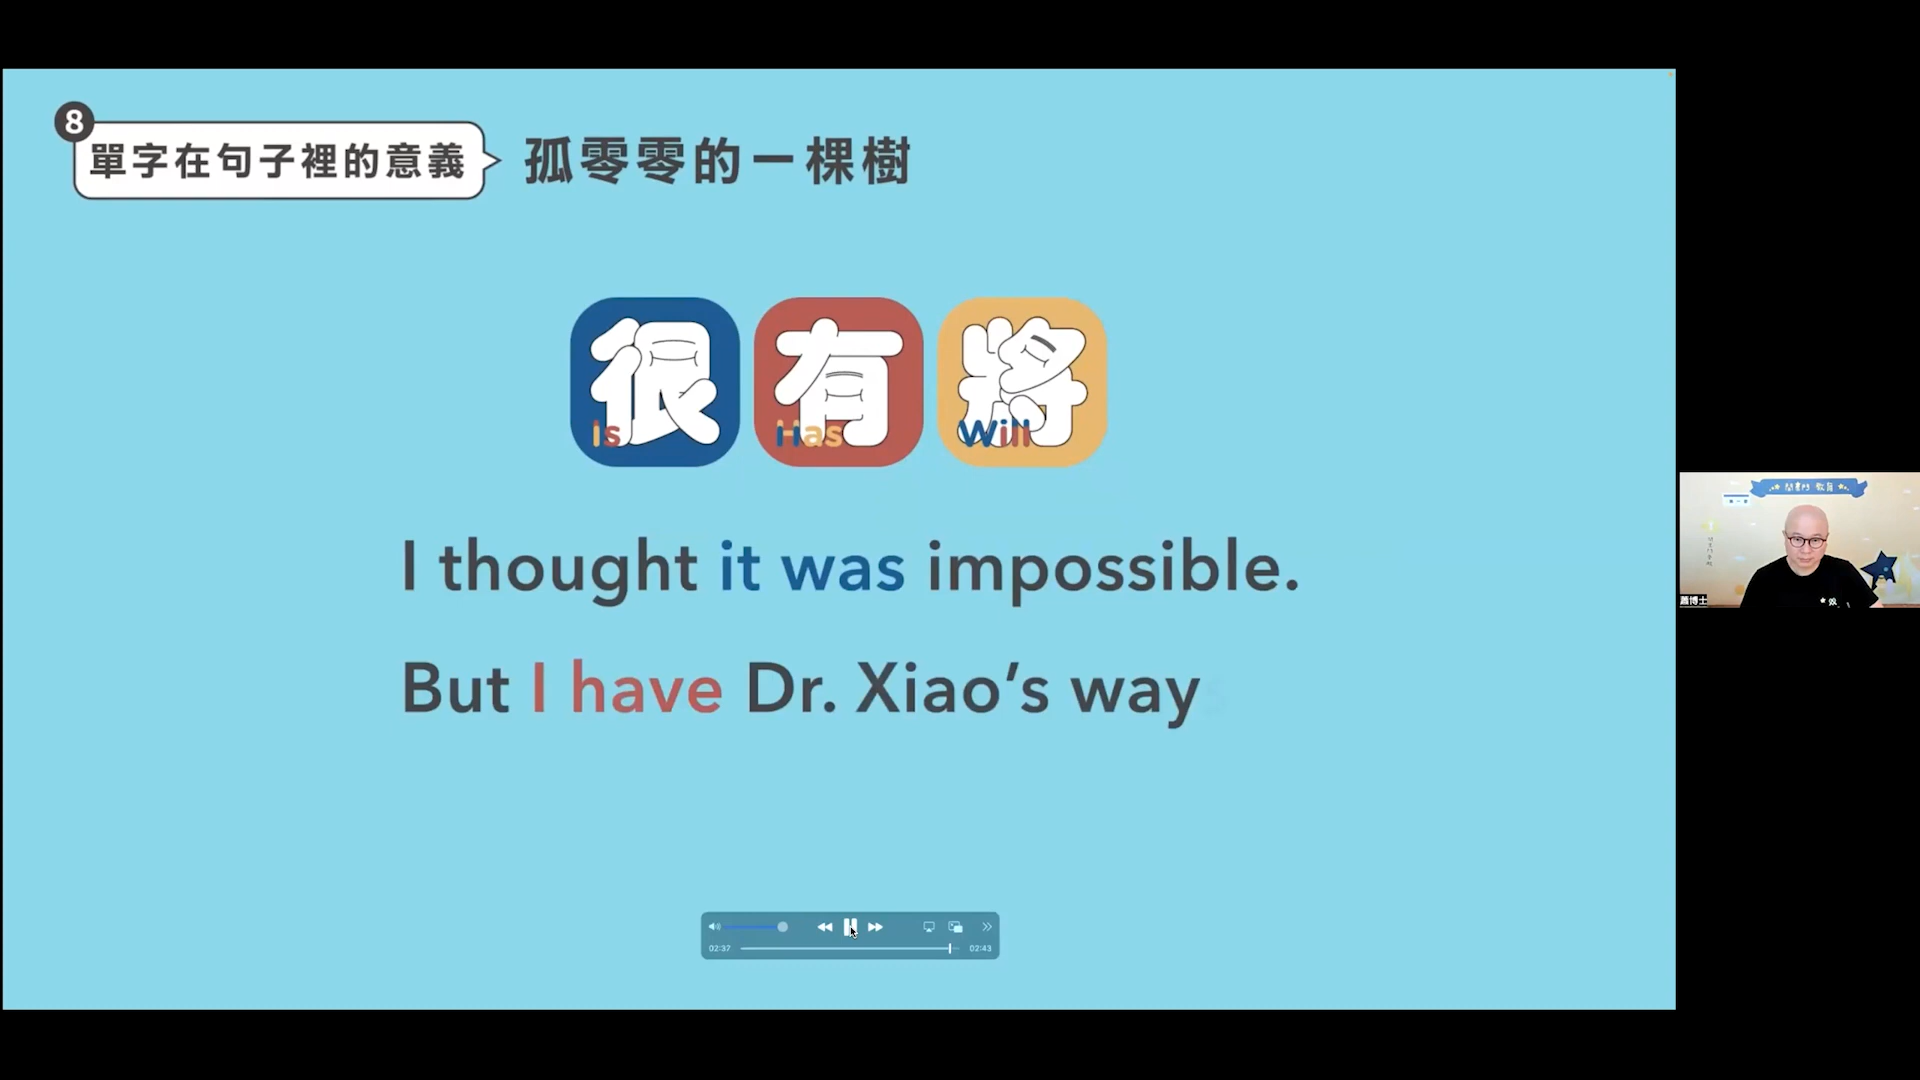 8
單字在句子裡的意義
孤零零的一棵樹
很 有 將
Is Has Will
I thought it was impossible.
But I have Dr. Xiao's ways
02:37
02:43
蕭博士